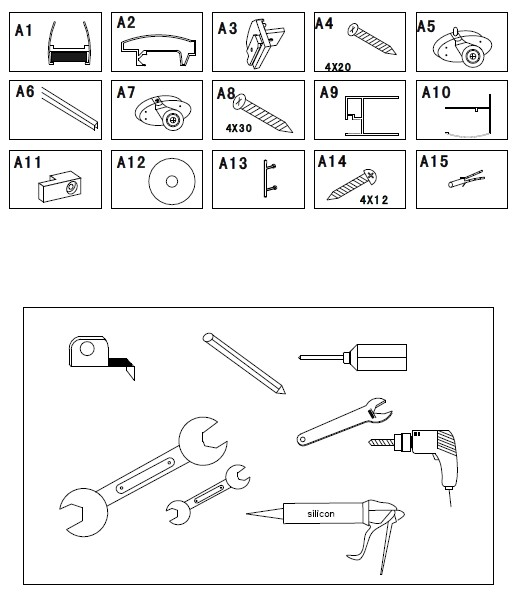 A1 A2 A3 A4 A5
4X20
A6 A7 A8 A9 A10
4X30
A11 A12 A13 A14 A15
4X12
silicon